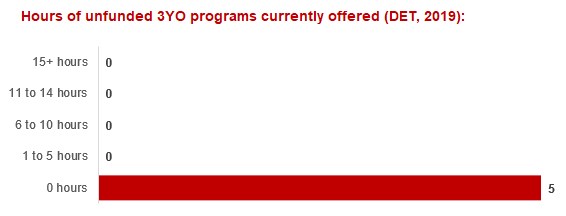 Hours of unfunded 3YO programs currently offered (DET, 2019):
15+ hours 0
11 to 14 hours 0
6 to 10 hours 0
1 to 5 hours 0
0 hours 5